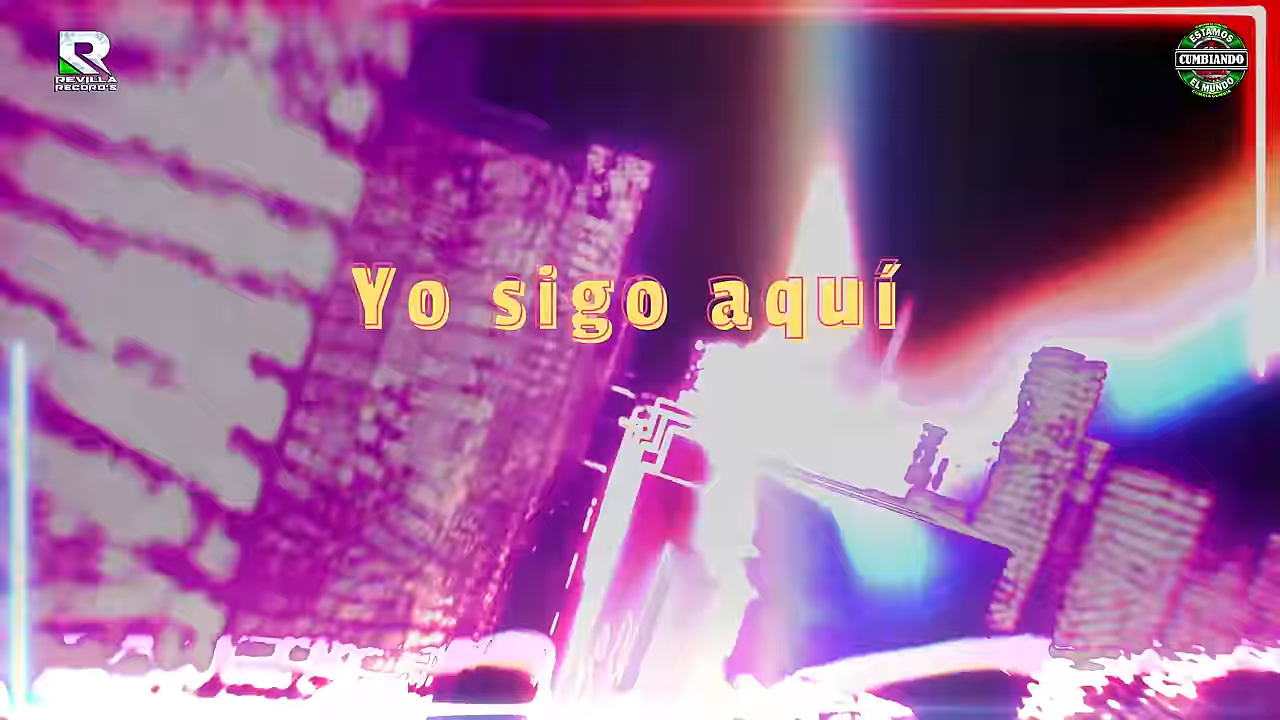 REVILLA
RECORD'S
ESTAMOS
CUMBIANDO
EL MUNDO
Yo sigo aquí